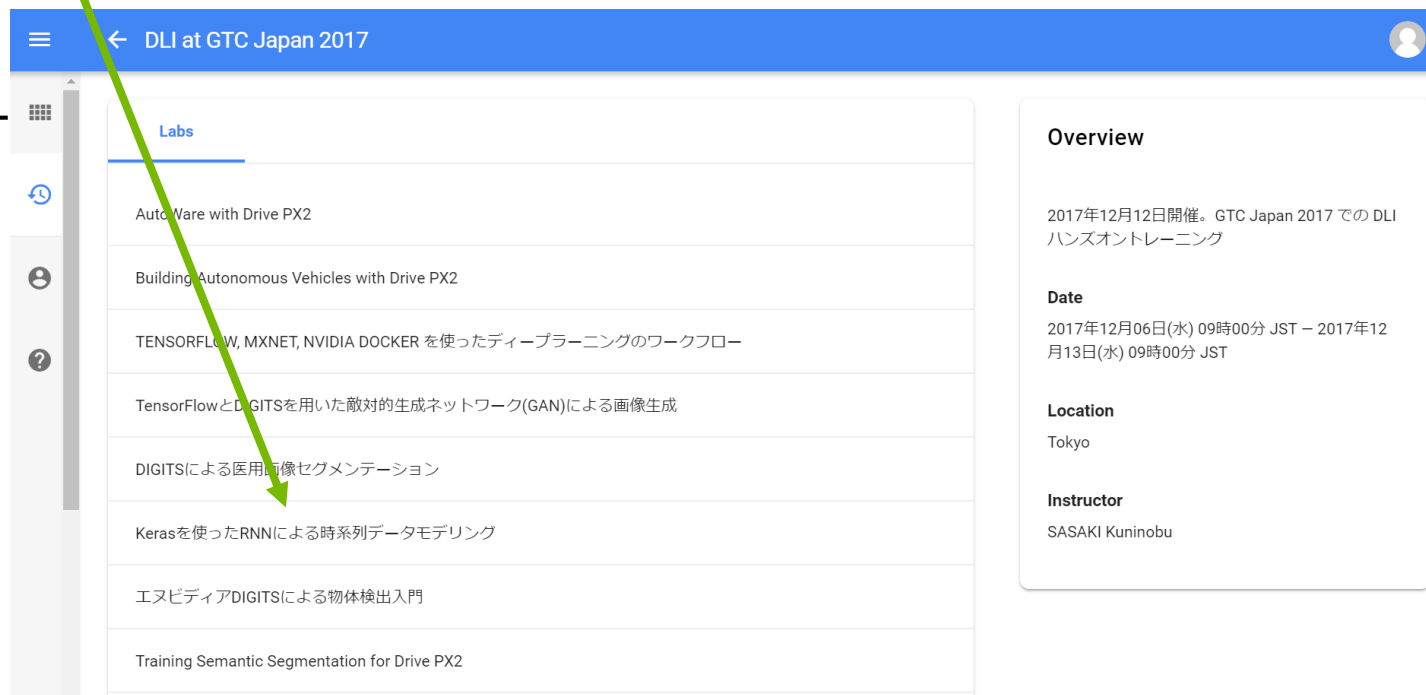 DLI at GTC Japan 2017
Labs
AutoWare with Drive PX2
Building Autonomous Vehicles with Drive PX2
TENSORFLOW, MXNET, NVIDIA DOCKER を使ったディープラーニングのワークフロー
TensorFlowとDIGITSを用いた敵対的生成ネットワーク(GAN)による画像生成
DIGITSによる医用画像セグメンテーション
Kerasを使ったRNNによる時系列データモデリング
エヌビディアDIGITSによる物体検出入門
Training Semantic Segmentation for Drive PX2
Overview
2017年12月12日開催。GTC Japan 2017 での DLI
ハンズオントレーニング
Date
2017年12月06日(水) 09時00分 JST – 2017年12
月13日(水) 09時00分 JST
Location
Tokyo
Instructor
SASAKI Kuninobu